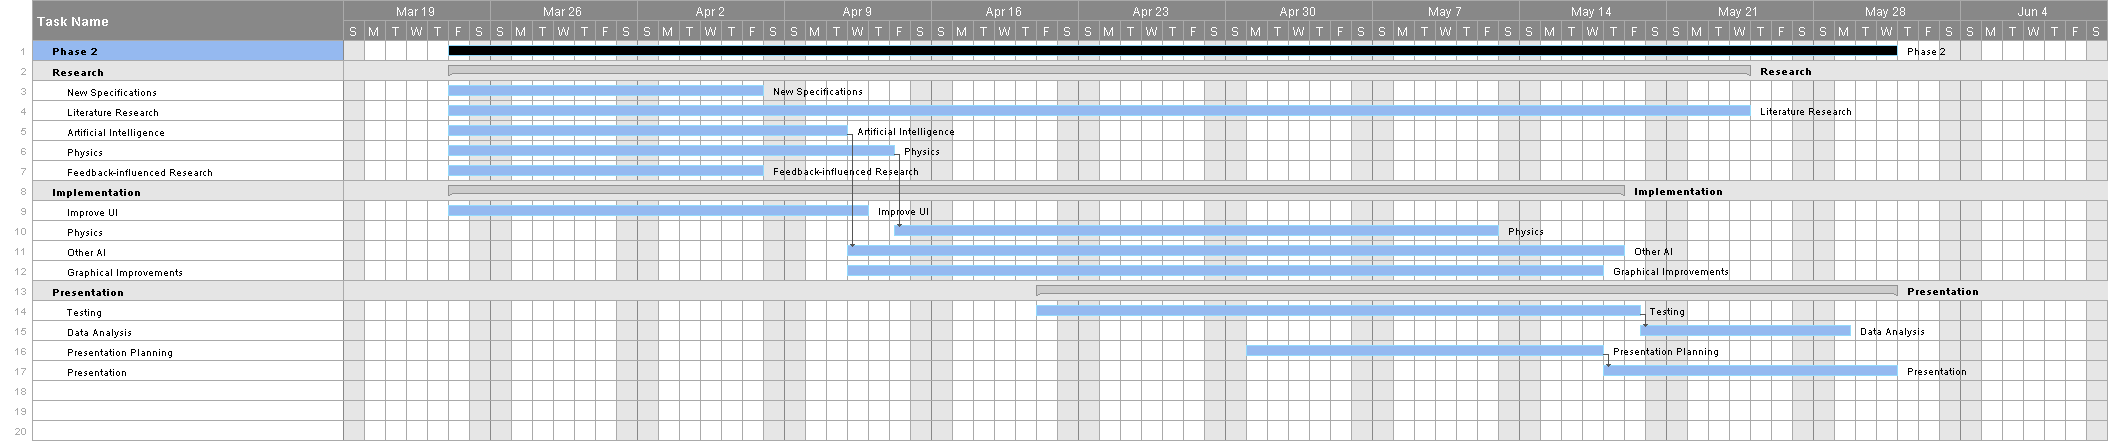 Task Name
Mar 19 Mar 26 Apr 2 Apr 9 Apr 16 Apr 23 Apr 30 May 7 May 14 May 21 May 28 Jun 4
S M T W T F S S M T W T F S S M T W T F S S M T W T F S S M T W T F S S M T W T F S S M T W T F S S M T W T F S S M T W T F S S M T W T F S S M T W T F S S M T W T F S
1 Phase 2 Phase 2
2 Research Research
3 New Specifications New Specifications
4 Literature Research Literature Research
5 Artificial Intelligence Artificial Intelligence
6 Physics Physics
7 Feedback-influenced Research Feedback-influenced Research
8 Implementation Implementation
9 Improve UI Improve UI
10 Physics Physics
11 Other AI Other AI
12 Graphical Improvements Graphical Improvements
13 Presentation Presentation
14 Testing Testing
15 Data Analysis Data Analysis
16 Presentation Planning Presentation Planning
17 Presentation Presentation
18
19
20